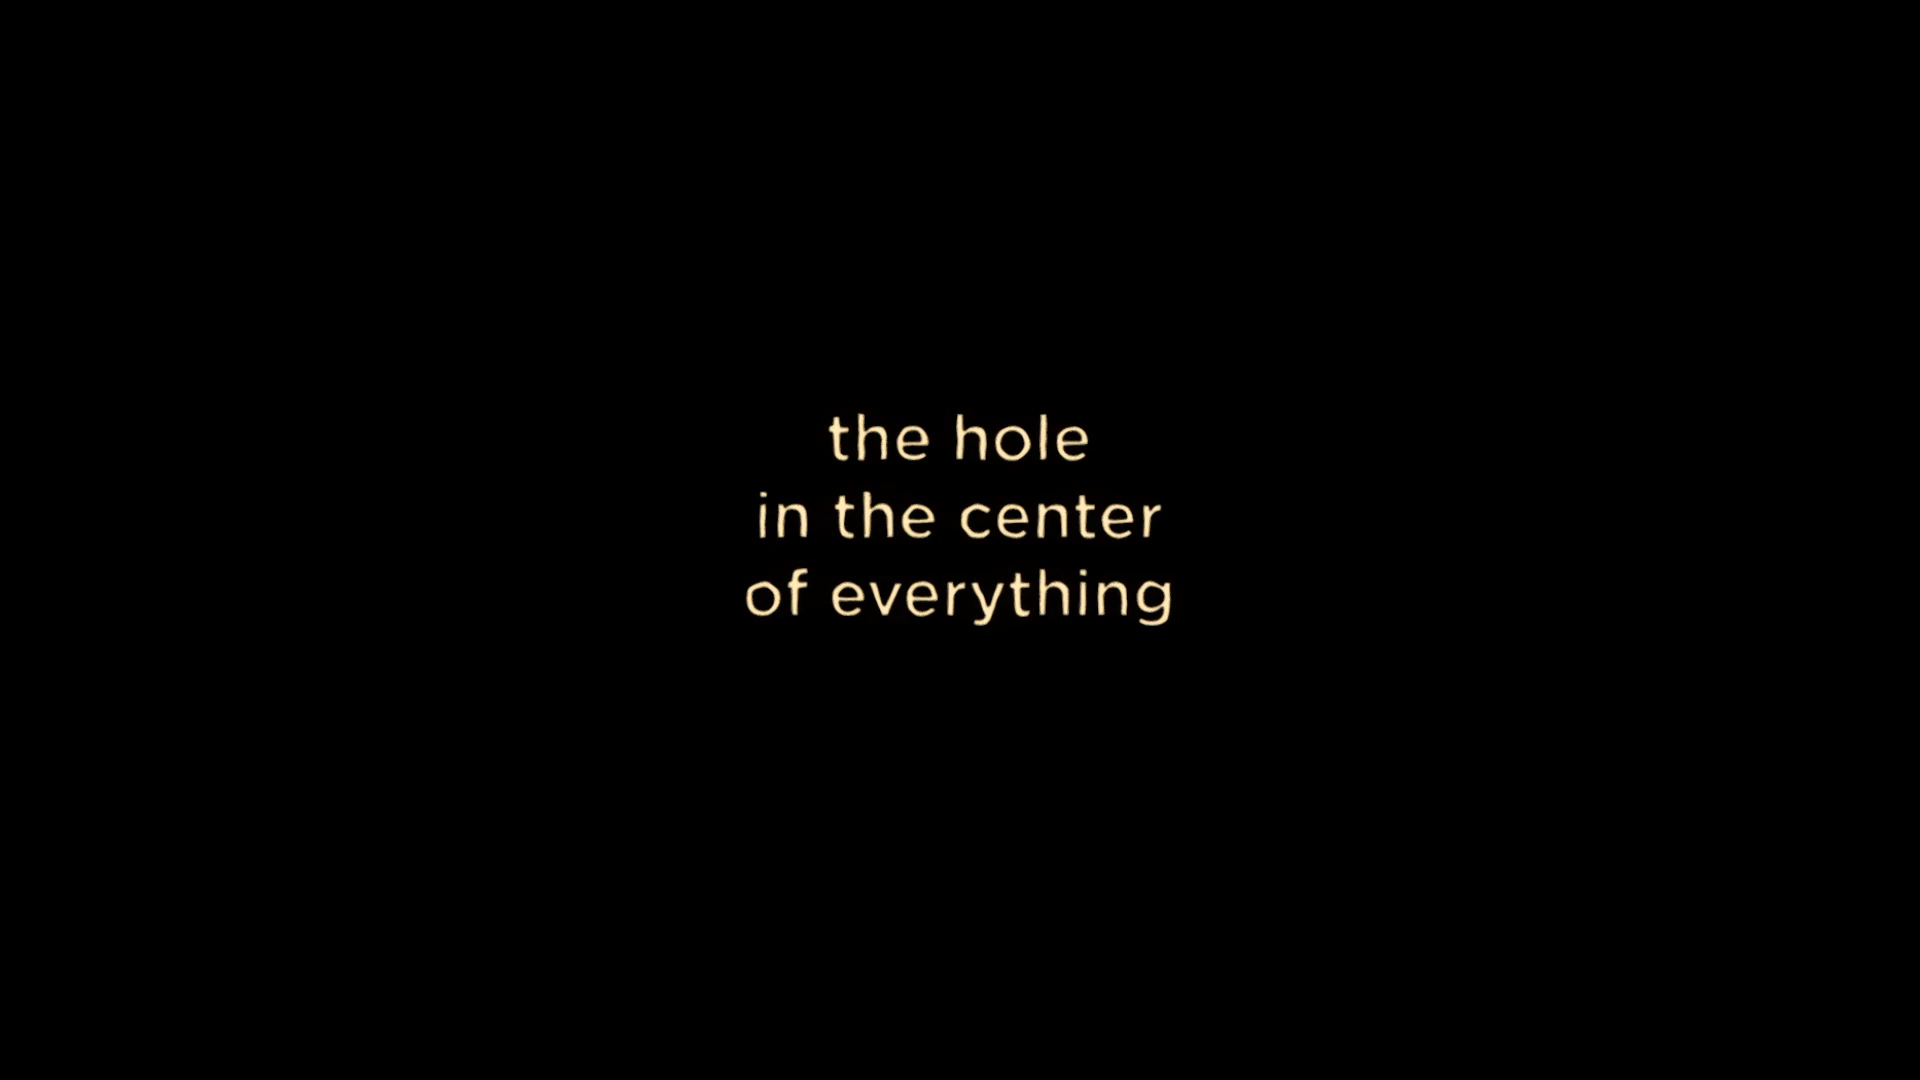 the hole
in the center
of everything